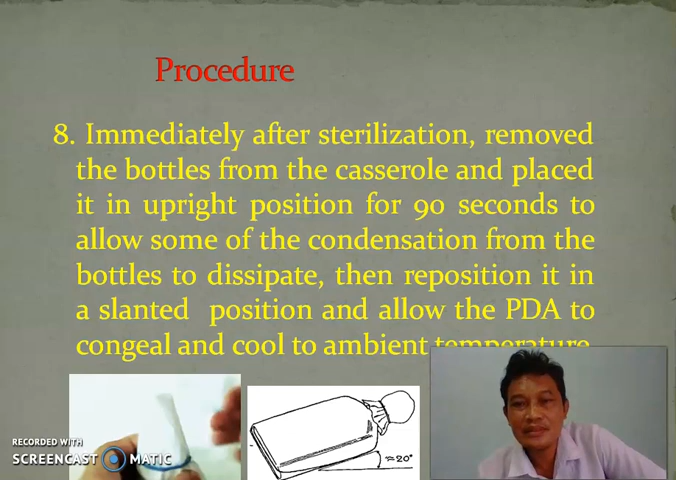 Procedure
8. Immediately after sterilization, removed
the bottles from the casserole and placed
it in upright position for 90 seconds to
allow some of the condensation from the
bottles to dissipate, then reposition it in
a slanted position and allow the PDA to
congeal and cool to ambient temperature
≈20°
RECORDED WITH
SCREENCAST MATIC